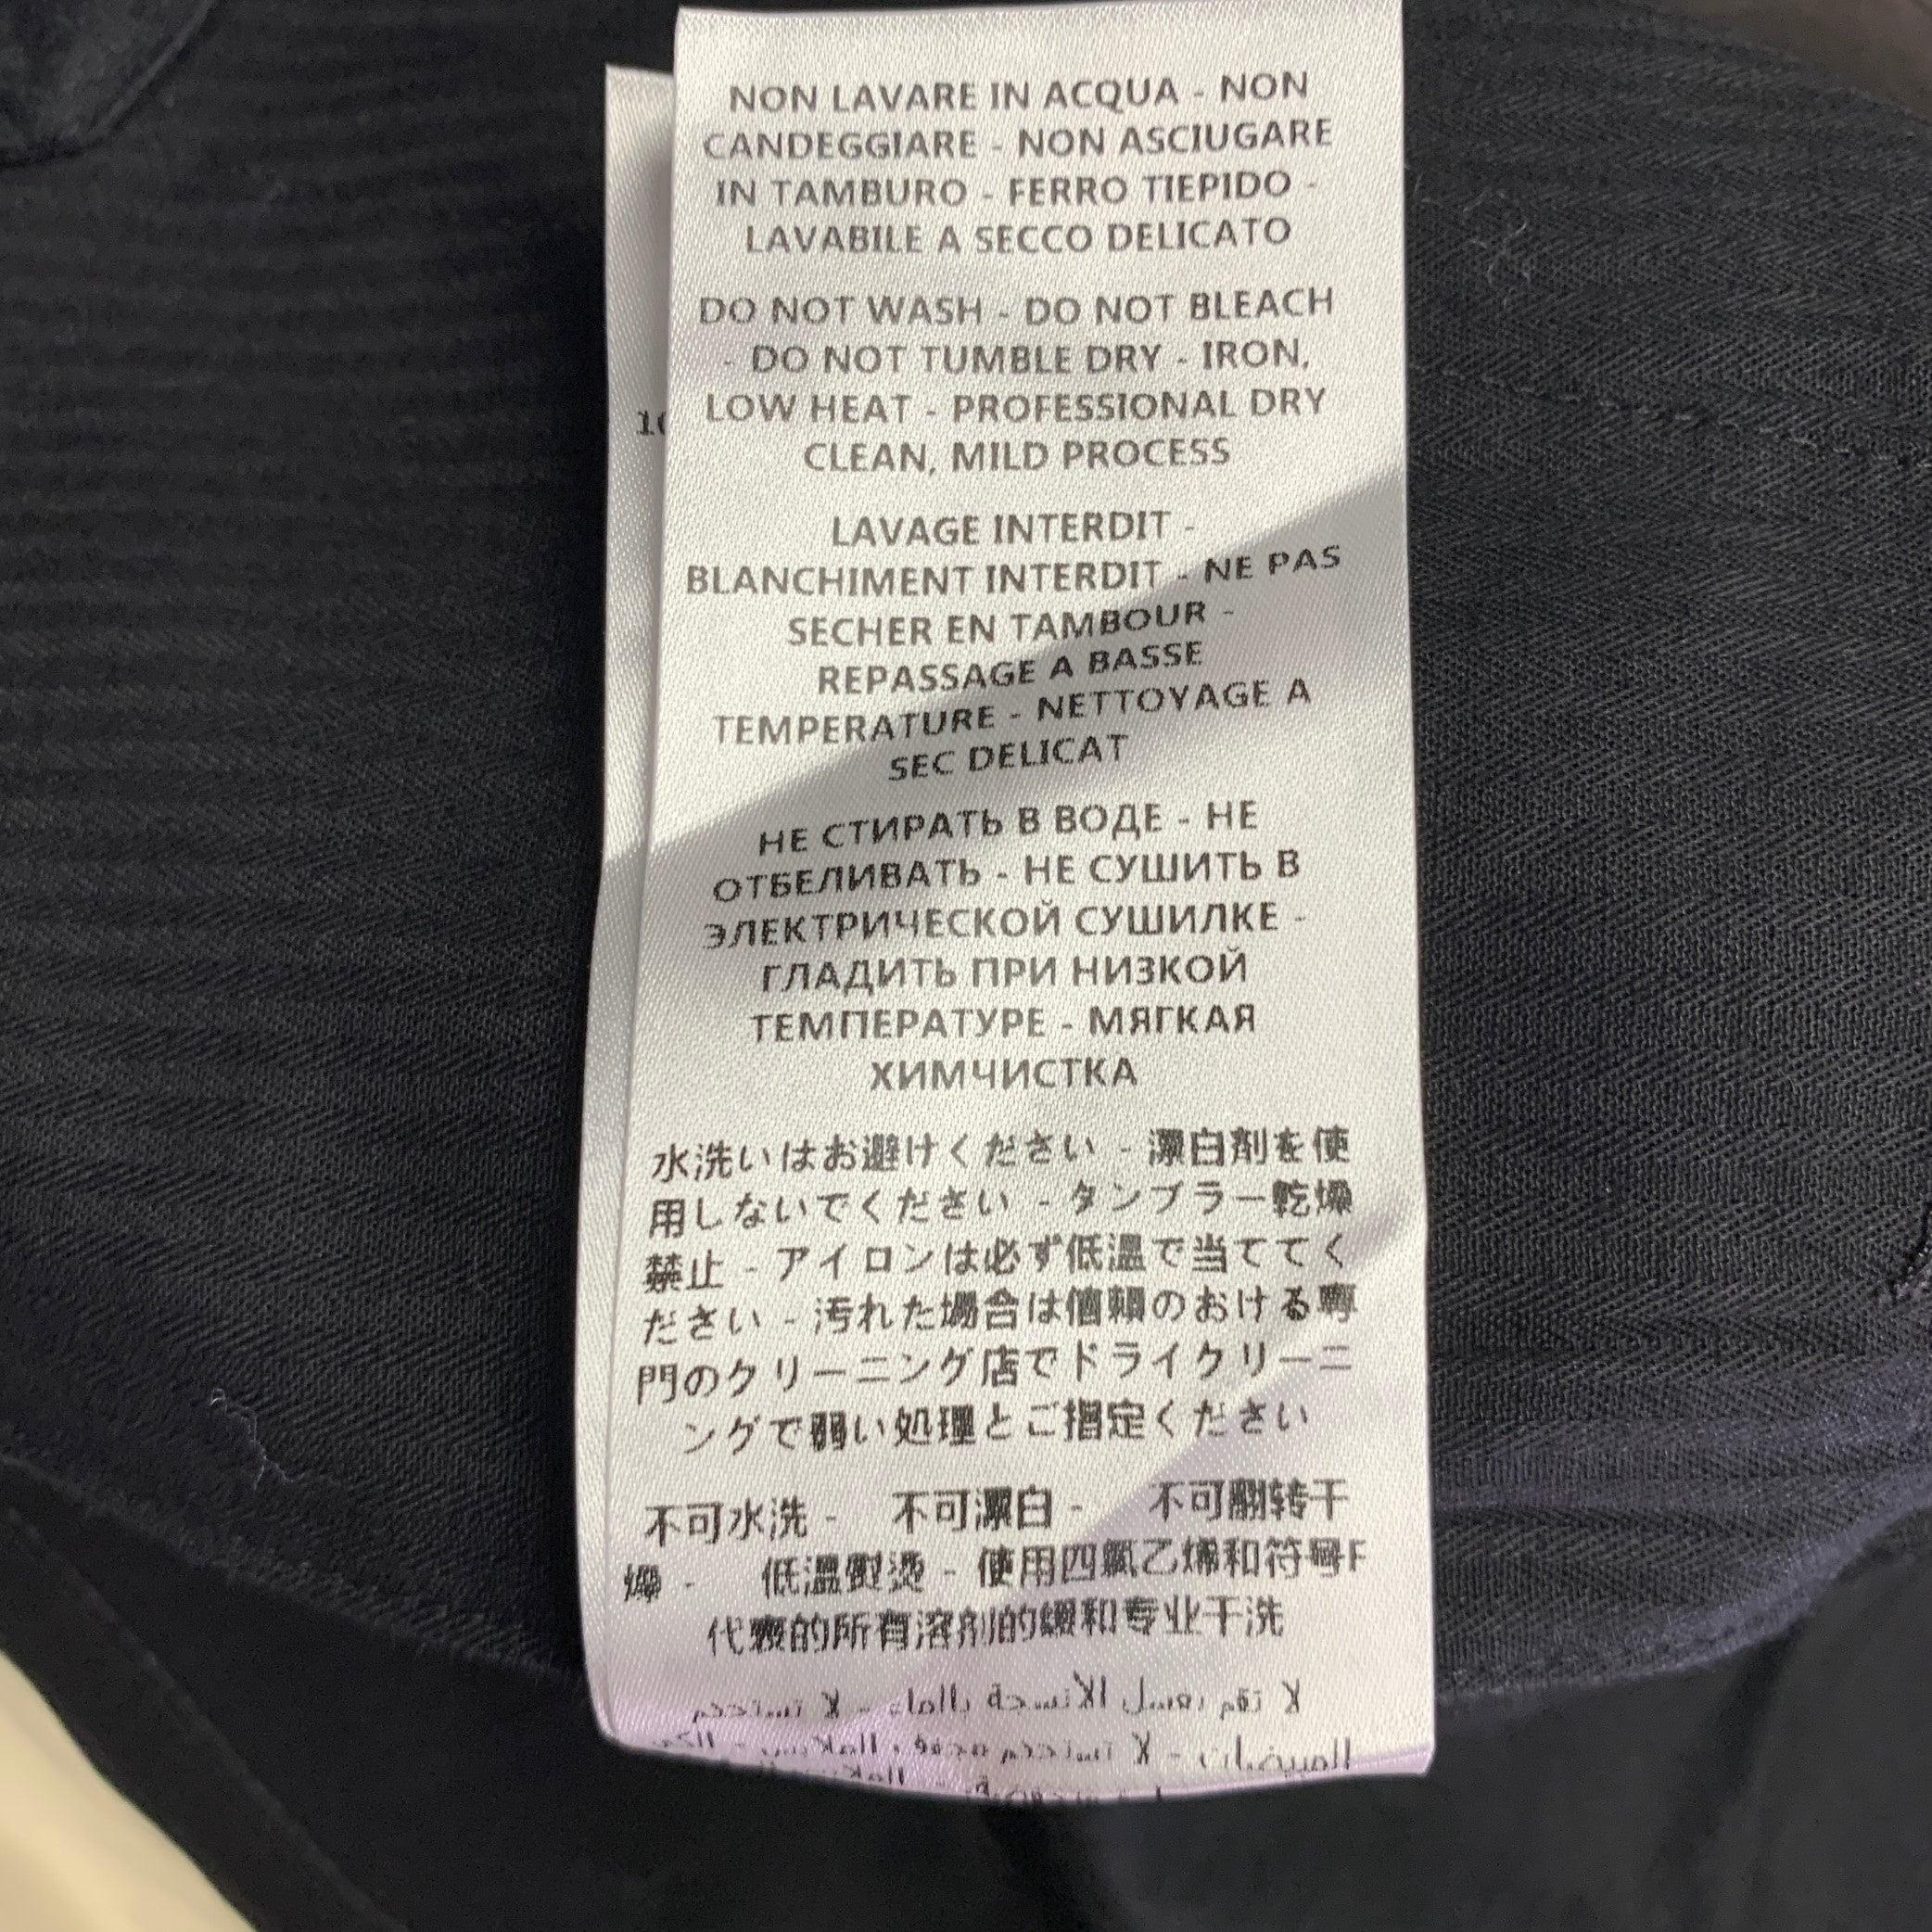 NON LAVARE IN ACQUA - NON
CANDEGGIARE - NON ASCIUGARE
IN TAMBURO - FERRO TIEPIDO -
LAVABILE A SECCO DELICATO
DO NOT WASH - DO NOT BLEACH
- DO NOT TUMBLE DRY - IRON,
LOW HEAT - PROFESSIONAL DRY
CLEAN, MILD PROCESS
LAVAGE INTERDIT -
BLANCHIMENT INTERDIT - NE PAS
SECHER EN TAMBOUR -
REPASSAGE A BASSE
TEMPERATURE - NETTOYAGE A
SEC DELICAT
НЕ СТИРАТЬ В ВОДЕ - НЕ
ОТБЕЛИВАТЬ - НЕ СУШИТЬ В
ЭЛЕКТРИЧЕСКОЙ СУШИЛКЕ -
ГЛАДИТЬ ПРИ НИЗКОЙ
ТЕМПЕРАТУРЕ - МЯГКАЯ
ХИМЧИСТКА
水洗いはお避けください - 漂白剤を使
用しないでください - タンブラー乾燥
禁止 - アイロンは必ず低温で当ててく
ださい - 汚れた場合は信頼のおける専
門のクリーニング店でドライクリーニ
ングで弱い処理とご指定ください
不可水洗 - 不可漂白 - 不可翻转干
燥 - 低温熨烫 - 使用四氯乙烯和符号F
代表的所有溶剂的缓和专业干洗